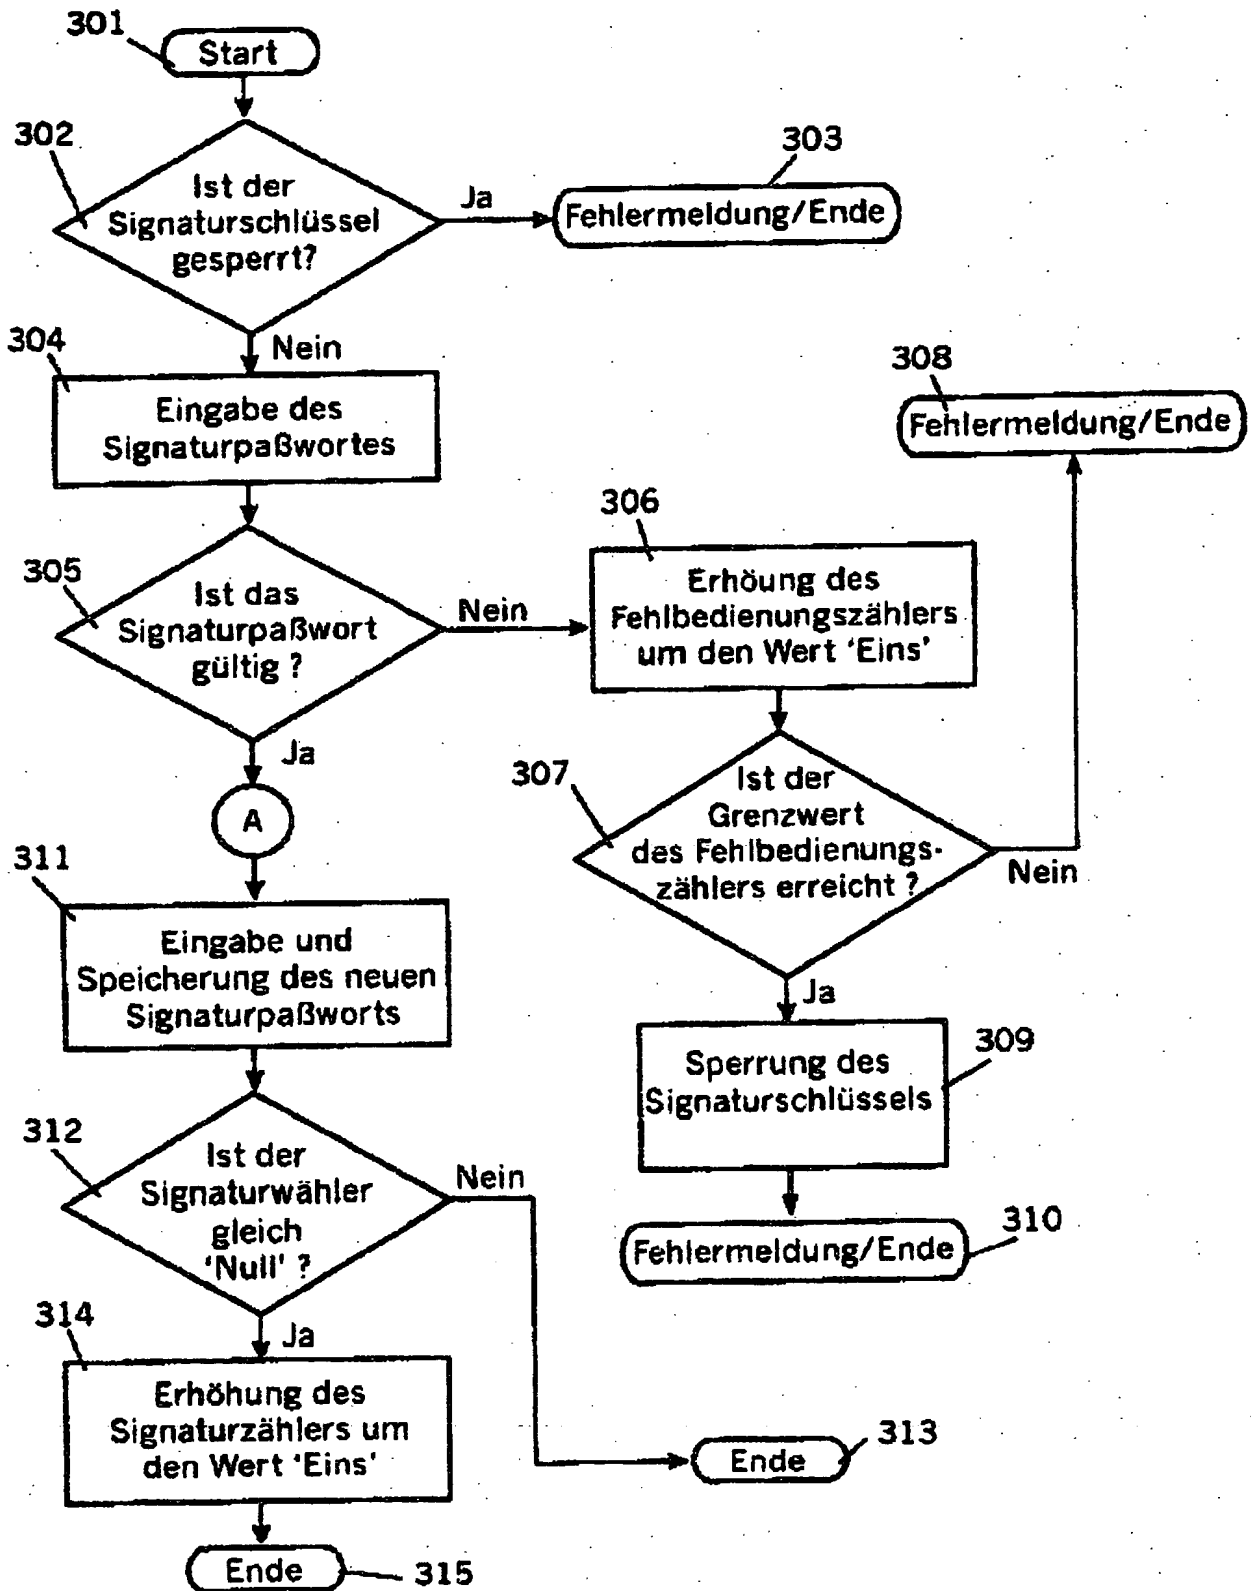 301
Start
302
Ist der
Signaturschlüssel
gesperrt?
Ja
303
Fehlermeldung/Ende
Nein
304
Eingabe des
Signaturpaßwortes
305
Ist das
Signaturpaßwort
gültig ?
Nein
306
Erhöung des
Fehlbedienungszählers
um den Wert 'Eins'
307
Ist der
Grenzwert
des Fehlbedienungs-
zählers erreicht ?
Nein
308
Fehlermeldung/Ende
Ja
309
Sperrung des
Signaturschlüssels
310
Fehlermeldung/Ende
Ja
A
311
Eingabe und
Speicherung des neuen
Signaturpaßworts
312
Ist der
Signaturwähler
gleich
'Null' ?
Nein
313
Ende
Ja
314
Erhöhung des
Signaturzählers um
den Wert 'Eins'
Ende
315